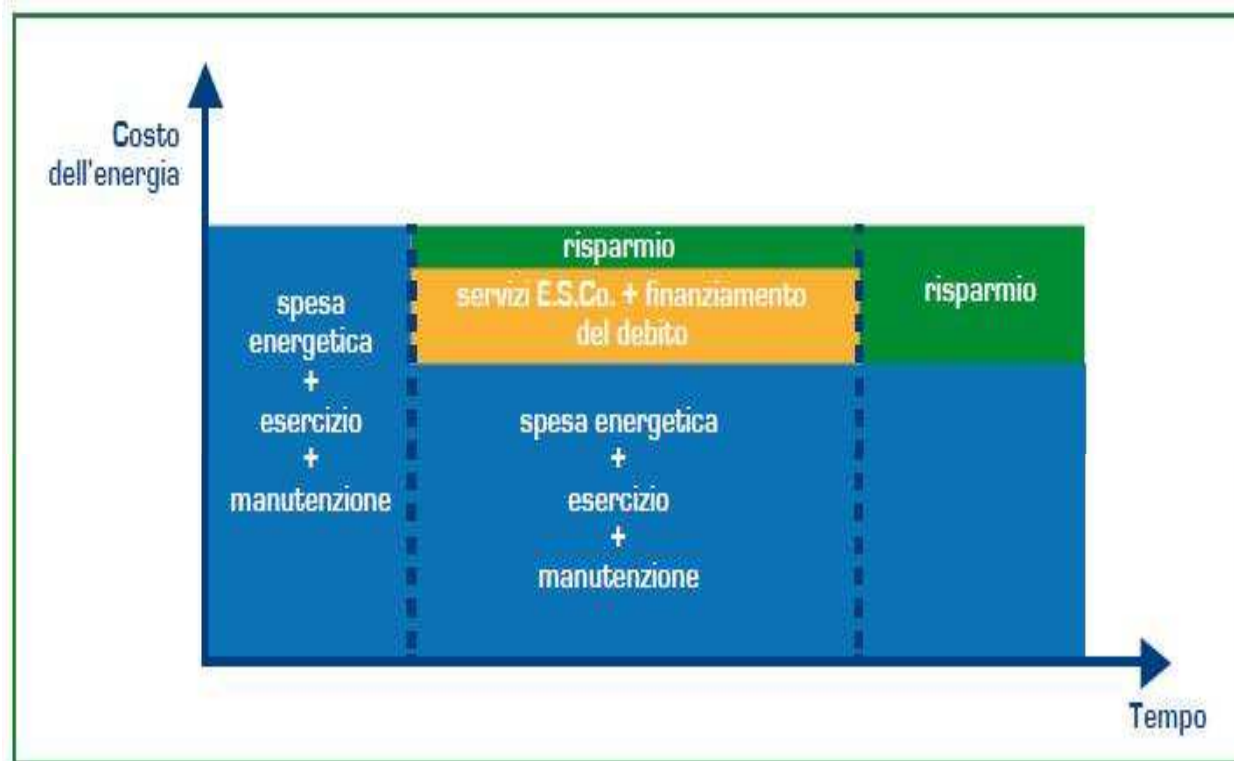 Costo
dell'energia
spesa
energetica
+
esercizio
+
manutenzione
risparmio
servizi E.S.Co. + finanziamento
del debito
spesa energetica
+
esercizio
+
manutenzione
risparmio
Tempo